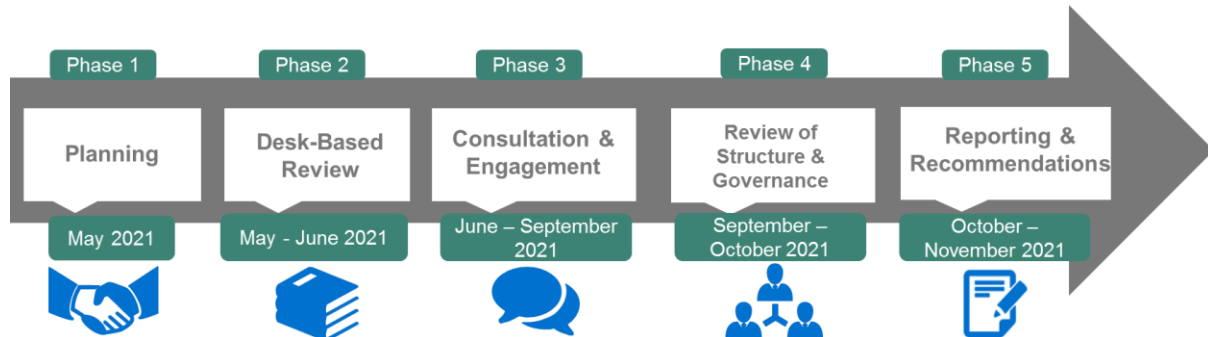 Phase 1
Phase 2
Phase 3
Phase 4
Phase 5
Planning
Desk-Based
Review
Consultation &
Engagement
Review of
Structure &
Governance
Reporting &
Recommendations
May 2021
May - June 2021
June – September
2021
September –
October 2021
October –
November 2021